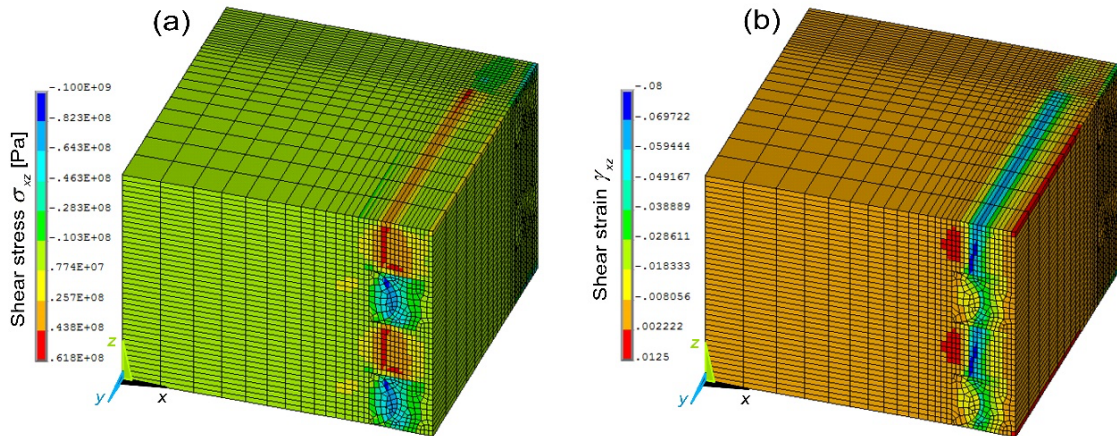 (a)
Shear stress σxz [Pa]
-.100E+09
-.823E+08
-.643E+08
-.463E+08
-.283E+08
-.103E+08
.774E+07
.257E+08
.438E+08
.618E+08
z
y
x
(b)
Shear strain γxz
-.08
-.069722
-.05944
-.049167
-.038889
-.028611
-.018333
-.008056
.002222
.0125
z
y
x